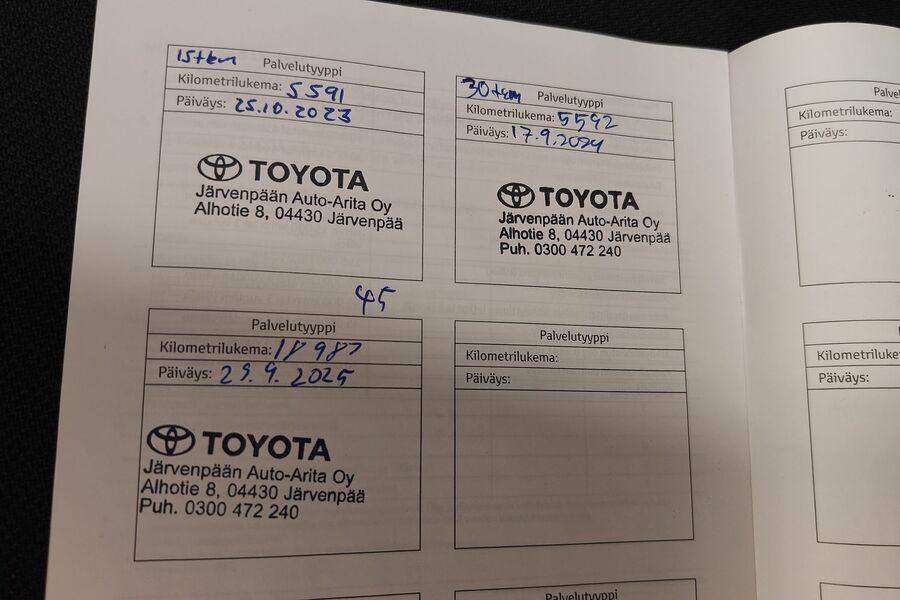 15tkm Palvelutyyppi
Kilometrilukema: 5591
Päiväys: 25.10.2023
TOYOTA
Järvenpään Auto-Arita Oy
Alhotie 8, 04430 Järvenpää
30tkm Palvelutyyppi
Kilometrilukema: 5592
Päiväys: 17.9.2024
TOYOTA
Järvenpään Auto-Arita Oy
Alhotie 8, 04430 Järvenpää
Puh. 0300 472 240
45
Palvelutyyppi
Kilometrilukema: 18987
Päiväys: 29.9.2025
TOYOTA
Järvenpään Auto-Arita Oy
Alhotie 8, 04430 Järvenpää
Puh. 0300 472 240
Palvelutyyppi
Kilometrilukema:
Päiväys:
Palvelutyyppi
Kilometrilukema:
Päiväys:
Päiväys: